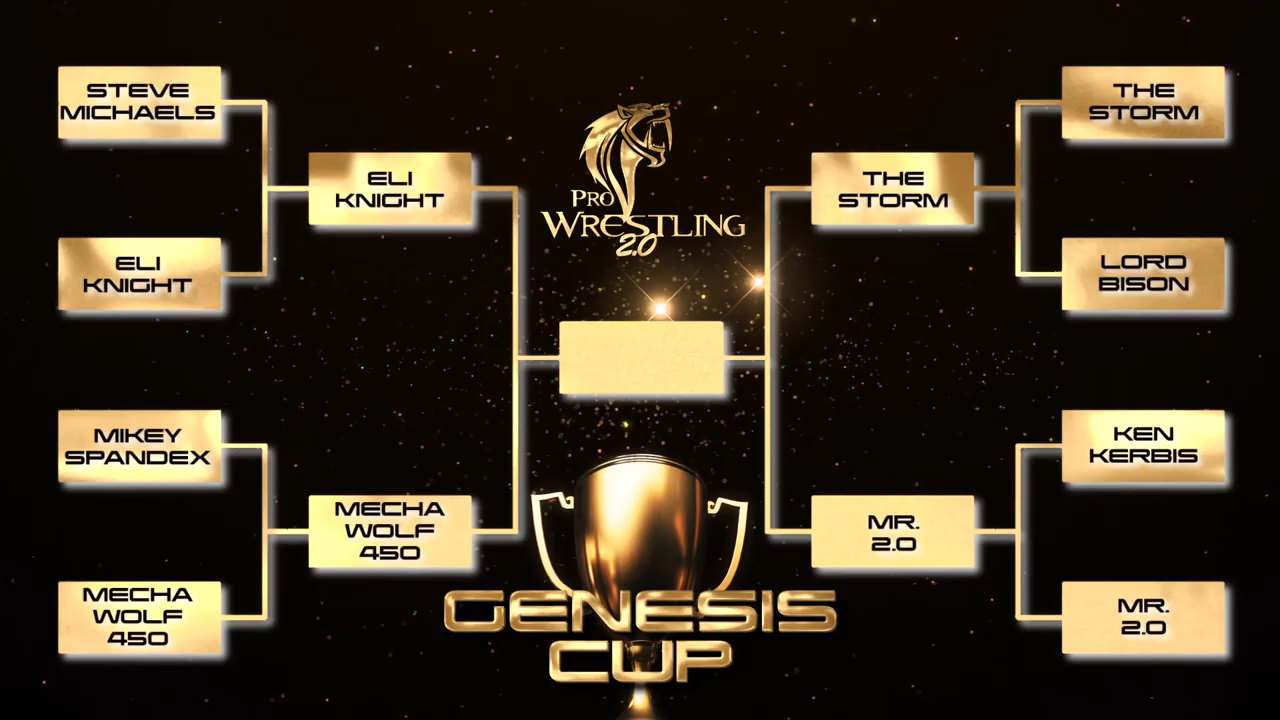 STEVE
MICHAELS
ELI
KNIGHT
MIKEY
SPANDEX
MECHA
WOLF
450
ELI
KNIGHT
MECHA
WOLF
450
PRO
WRESTLING
2.0
GENESIS
CUP
THE
STORM
MR.
2.0
THE
STORM
LORD
BISON
KEN
KERBIS
MR.
2.0